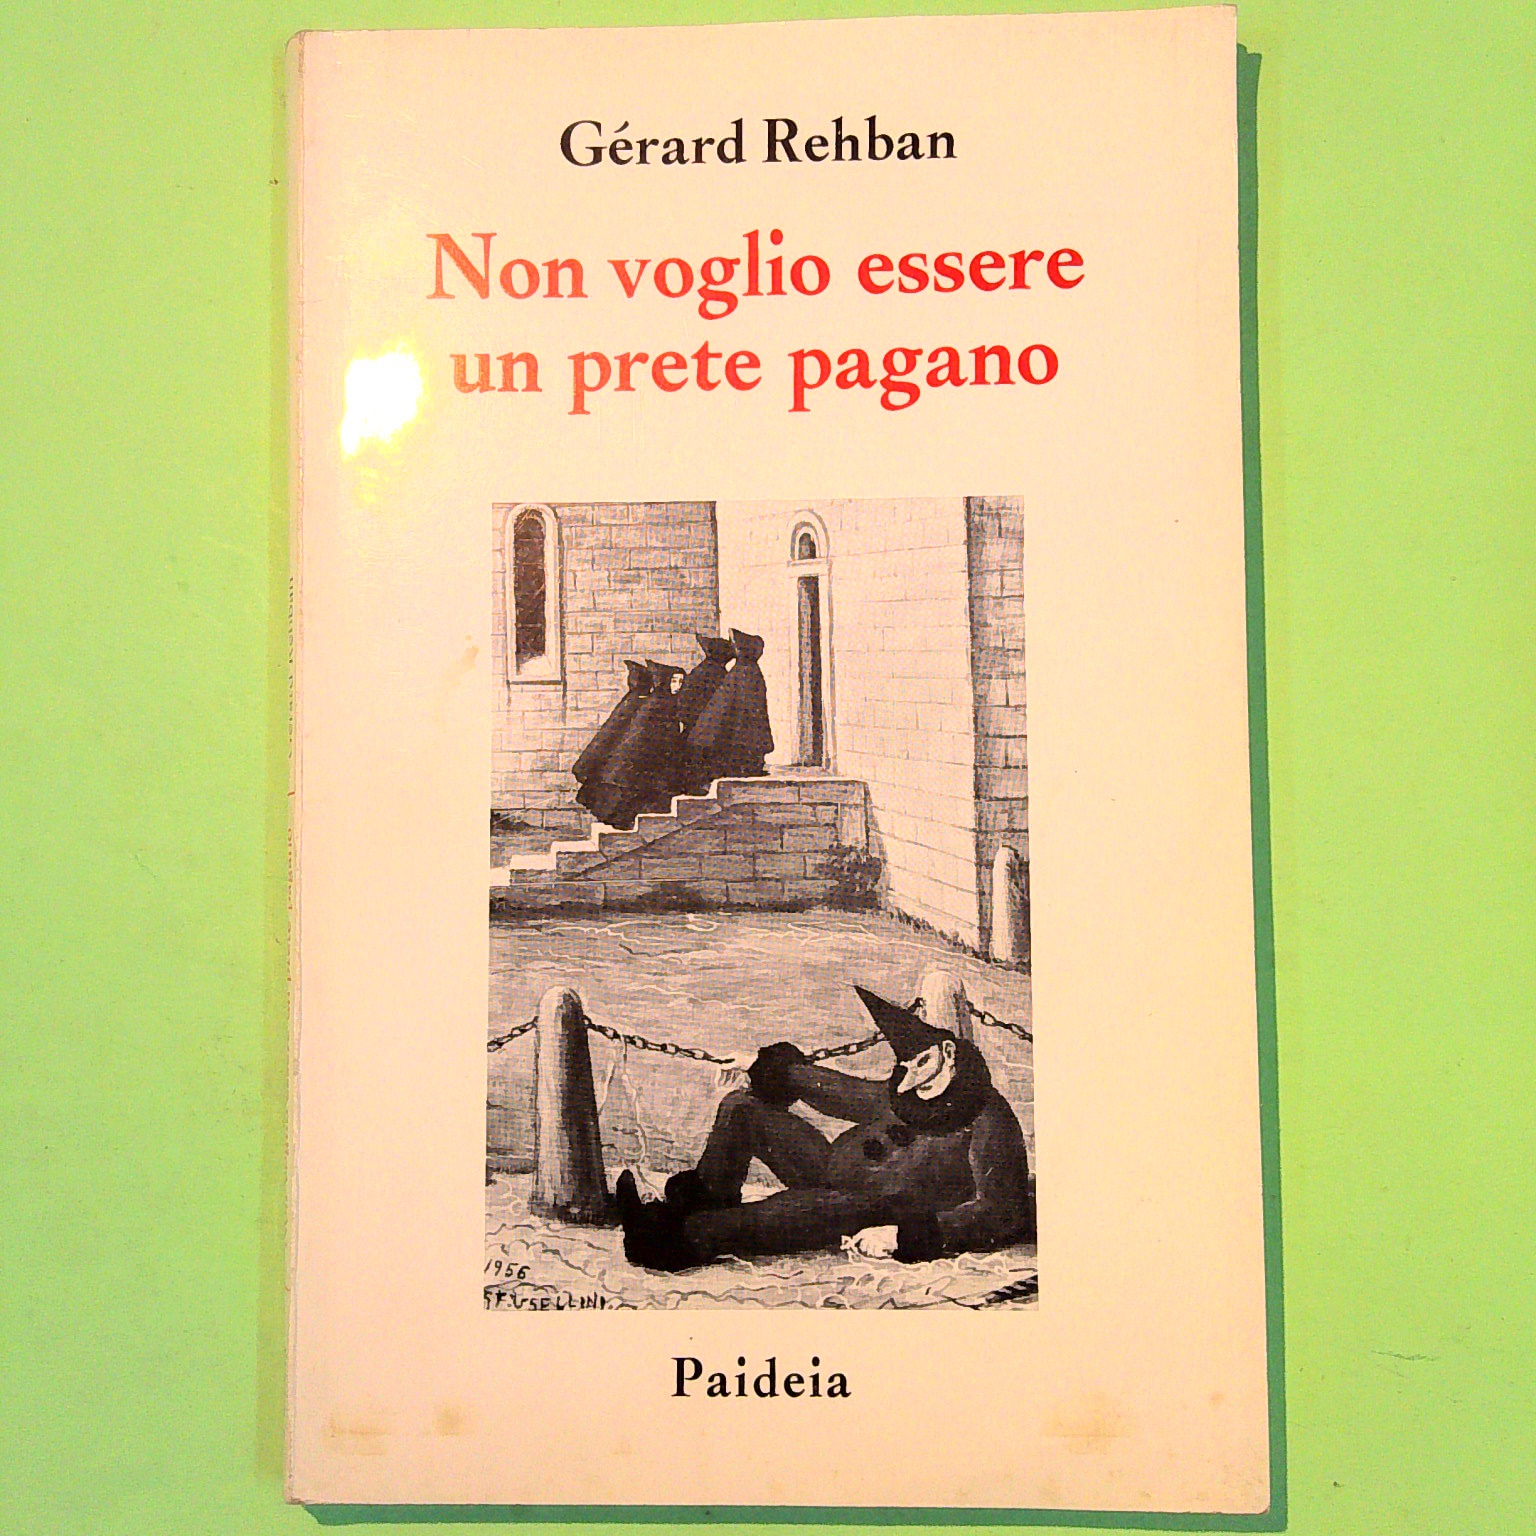 Gérard Rehban
Non voglio essere
un prete pagano
1956
Paideia